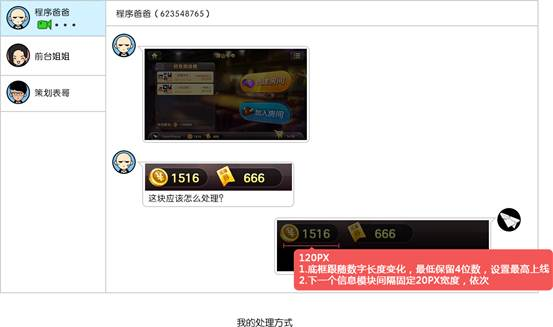 程序爸爸
程序爸爸（623548765）
前台姐姐
策划表哥
加入房间
1516
666
这块应该怎么处理？
1516
666
120PX
1.底框跟随数字长度变化，最低保留4位数，设置最高上线
2.下一个信息模块间隔固定20PX宽度，依次
我的处理方式